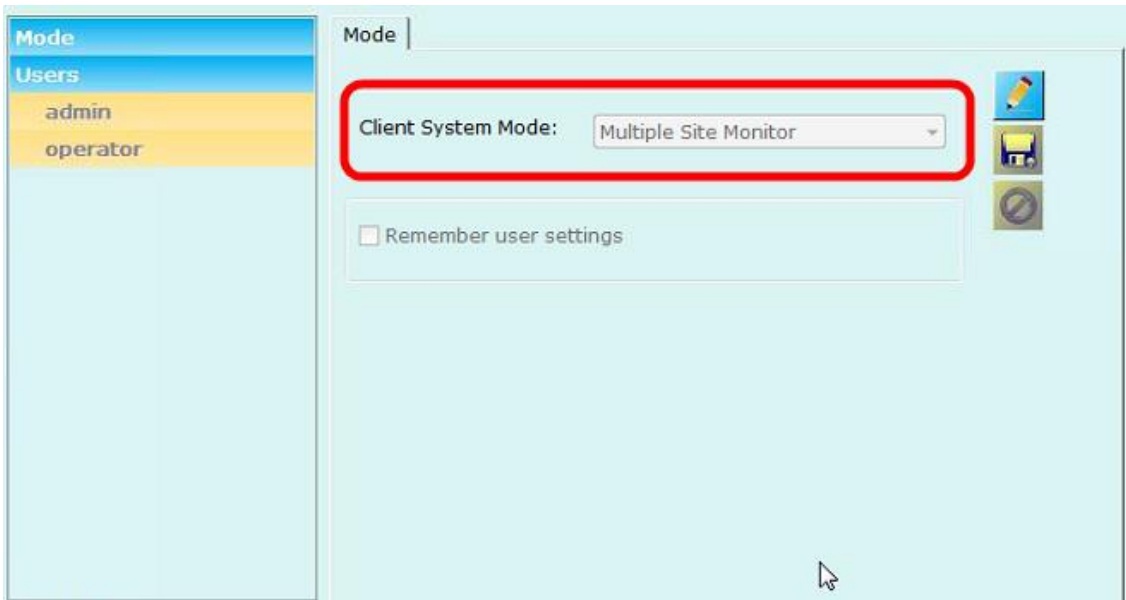 Mode
Users
admin
operator
Mode
Client System Mode: Multiple Site Monitor
Remember user settings